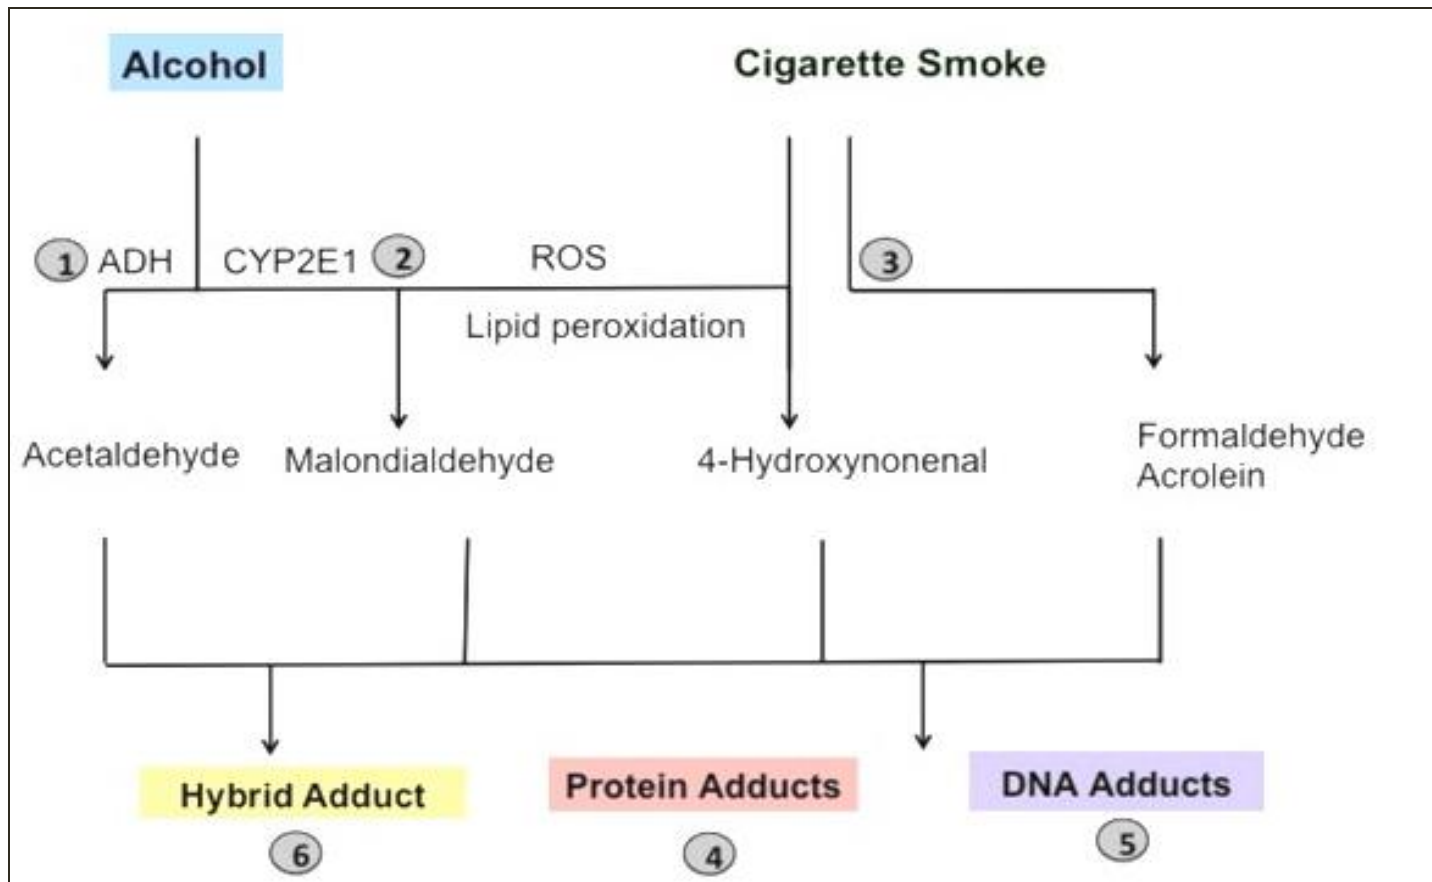 Alcohol
Cigarette Smoke
1 ADH CYP2E1 2 ROS 3
Lipid peroxidation
Acetaldehyde
Malondialdehyde
4-Hydroxynonenal
Formaldehyde
Acrolein
Hybrid Adduct
Protein Adducts
DNA Adducts
6
4
5